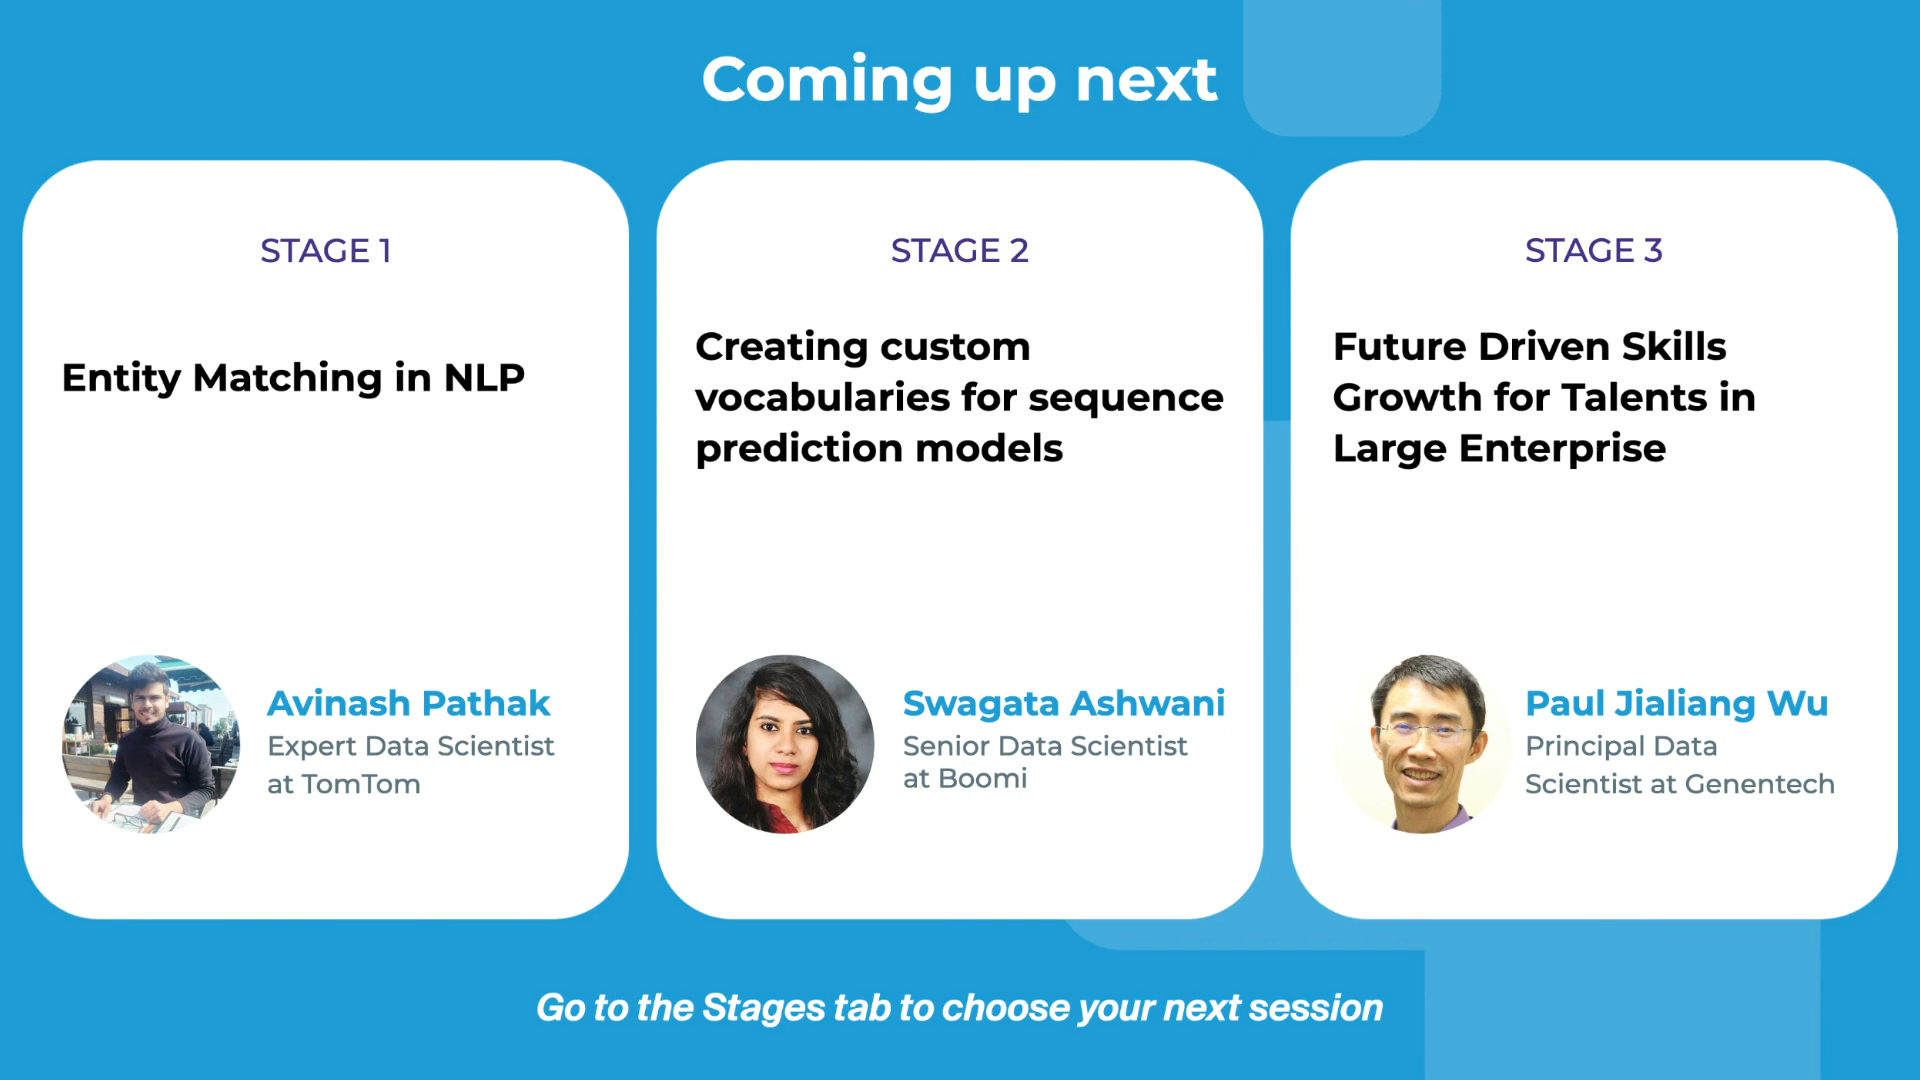 Coming up next
STAGE 1
Entity Matching in NLP
Avinash Pathak
Expert Data Scientist
at TomTom
STAGE 2
Creating custom
vocabularies for sequence
prediction models
Swagata Ashwani
Senior Data Scientist
at Boomi
STAGE 3
Future Driven Skills
Growth for Talents in
Large Enterprise
Paul Jialiang Wu
Principal Data
Scientist at Genentech
Go to the Stages tab to choose your next session